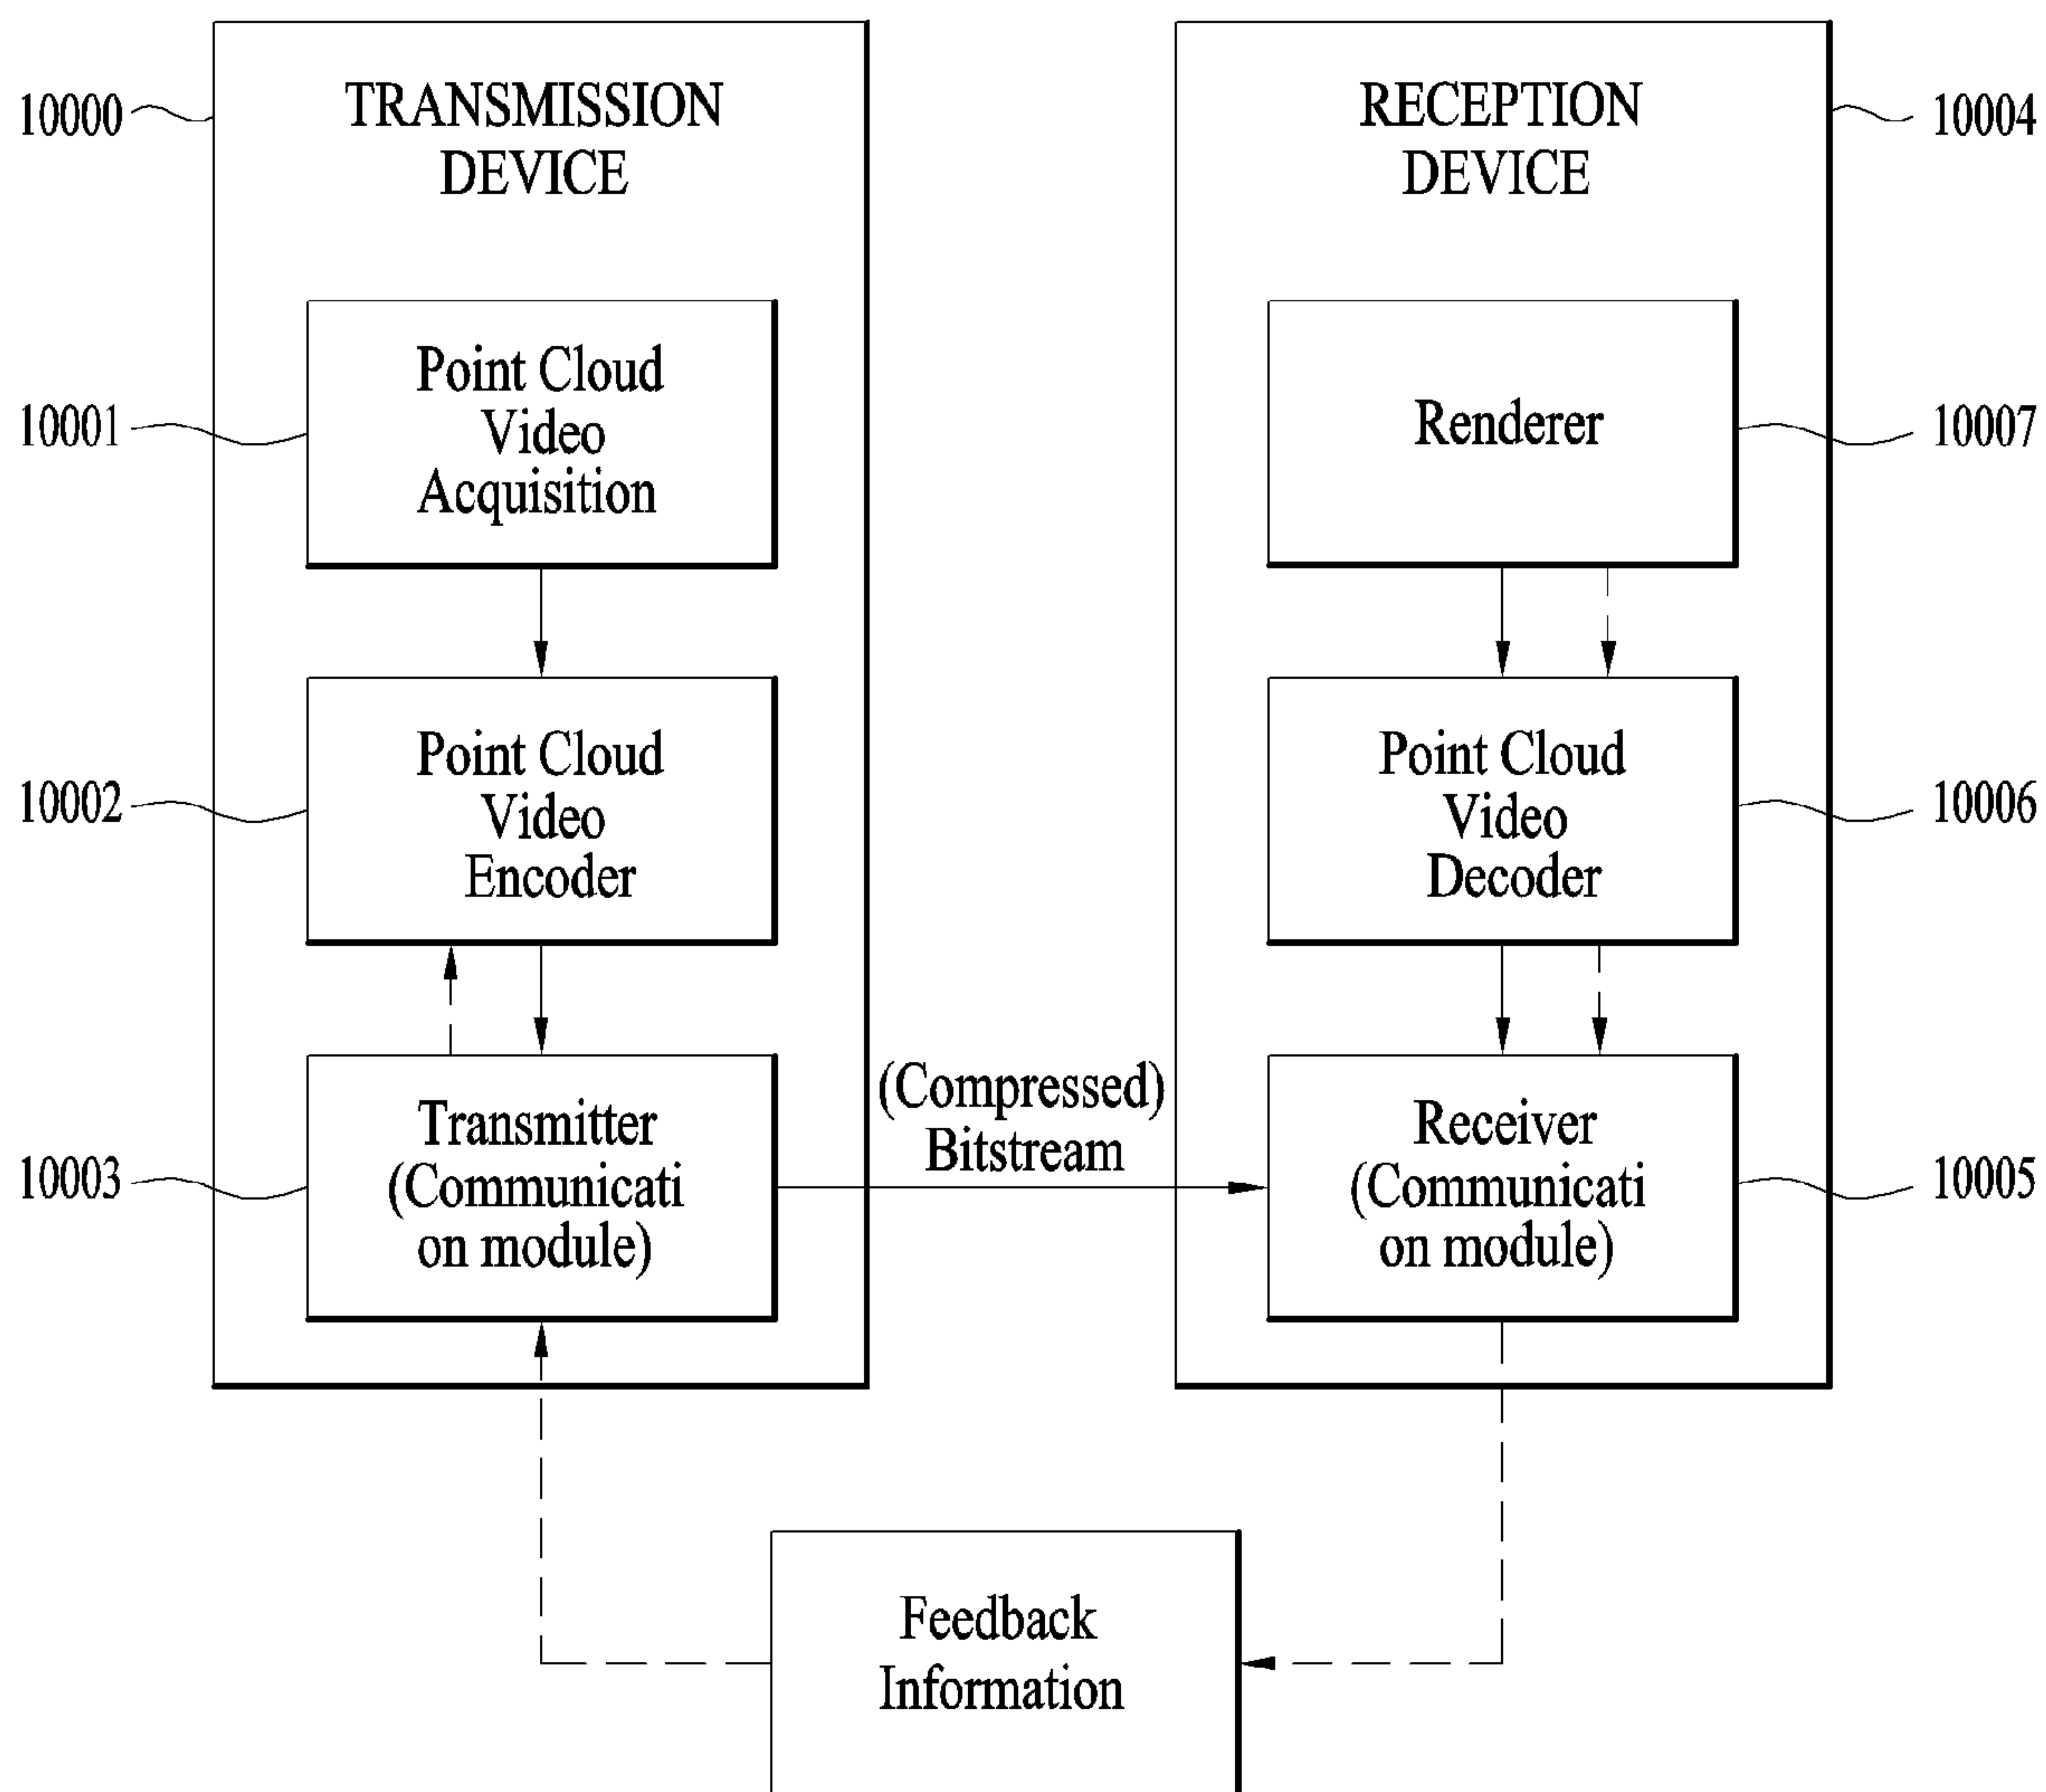 10000
TRANSMISSION
DEVICE
10001
Point Cloud
Video
Acquisition
10002
Point Cloud
Video
Encoder
10003
Transmitter
(Communicati
on module)
(Compressed)
Bitstream
RECEPTION
DEVICE
10004
Renderer
10007
Point Cloud
Video
Decoder
10006
Receiver
(Communicati
on module)
10005
Feedback
Information